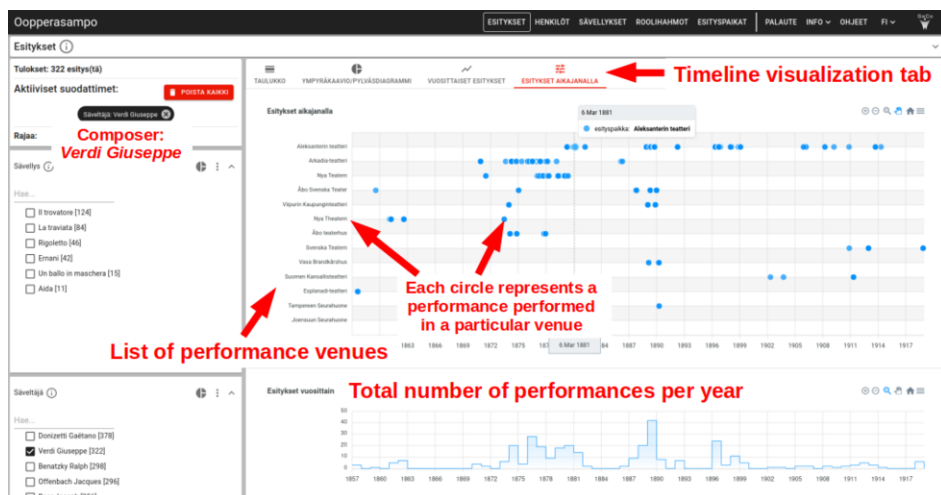 Oopperasampo
ESITYKSET HENKILÖT SÄVELLYKSET ROOLIHAHMOT ESITYSPAIKAT PALAUTE INFO OHJEET FI
Esitykset
Tulokset: 322 esitys(tä)
Aktiiviset suodattimet:
POISTA KAIKKI
Säveltäjä: Verdi Giuseppe
Composer:
Verdi Giuseppe
Rajaa:
Sävellys
Hae...
Il trovatore [124]
La traviata [84]
Rigoletto [46]
Ernani [42]
Un ballo in maschera [15]
Aida [11]
Säveltäjä
Hae...
Donizetti Gaëtano [378]
Verdi Giuseppe [322]
Benatzky Ralph [298]
Offenbach Jacques [296]
TAULUKKO YMPYRÄKAAVIO/PYLVÄSDIAGRAMMI VUOSITTAISET ESITYKSET ESITYKSET AIKAJANALLA
Timeline visualization tab
Esitykset aikajanalla
6 Mar 1881
esityspaikka: Aleksanterin teatteri
Aleksanterin teatteri
Arkadia-teatteri
Nya Teatern
Åbo Svenska Teater
Viipurin Kaupunginteatteri
Nya Theatern
Åbo teaterhus
Svenska Teatern
Vasa Brandkårshus
Suomen Kansallisteatteri
Esplanad-teatteri
Tampereen Seurahuone
Joensuun Seurahuone
Each circle represents a
performance performed
in a particular venue
List of performance venues
1863 1866 1869 1872 1875 187 6 Mar 1881 84 1887 1890 1893 1896 1899 1902 1905 1908 1911 1914 1917
Esitykset vuosittain
Total number of performances per year
50
40
30
20
10
0
1857 1860 1863 1866 1869 1872 1875 1878 1881 1884 1887 1890 1893 1896 1899 1902 1905 1908 1911 1914 1917